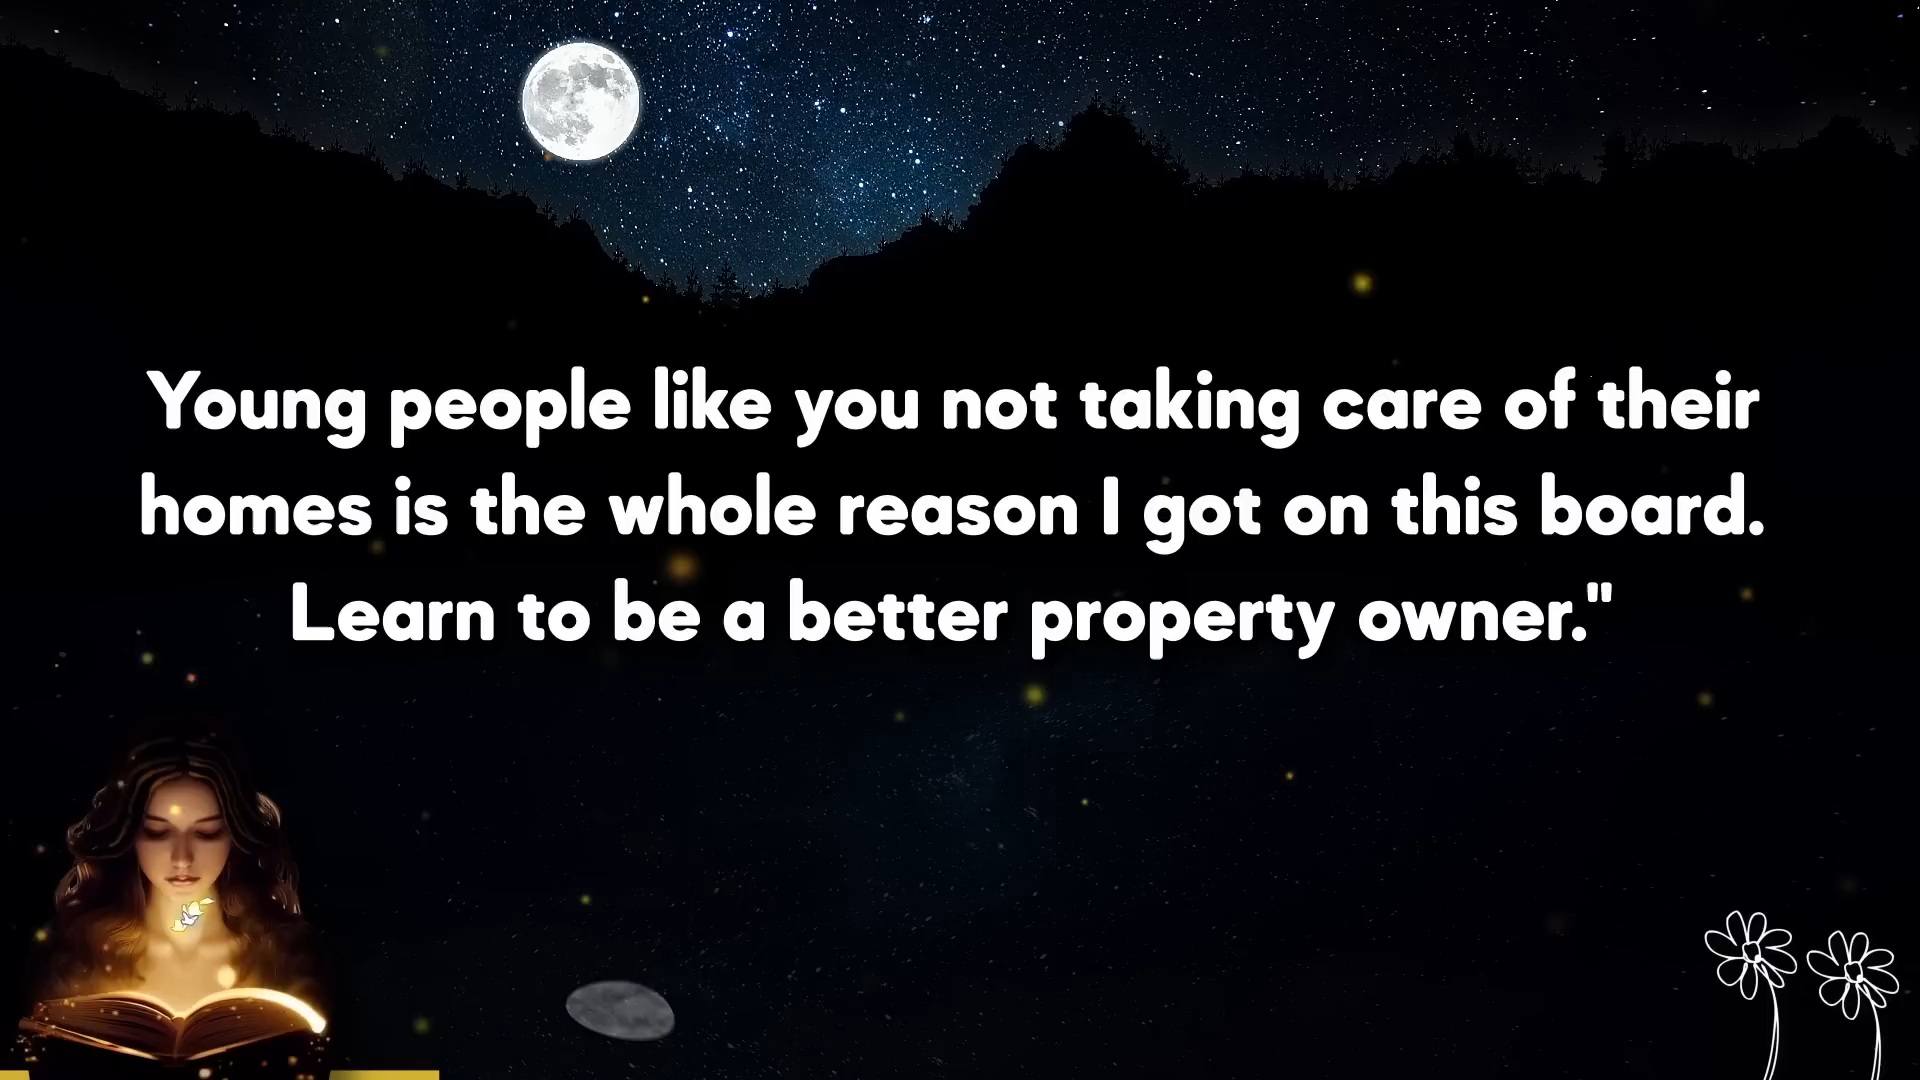 Young people like you not taking care of their
homes is the whole reason I got on this board.
Learn to be a better property owner."